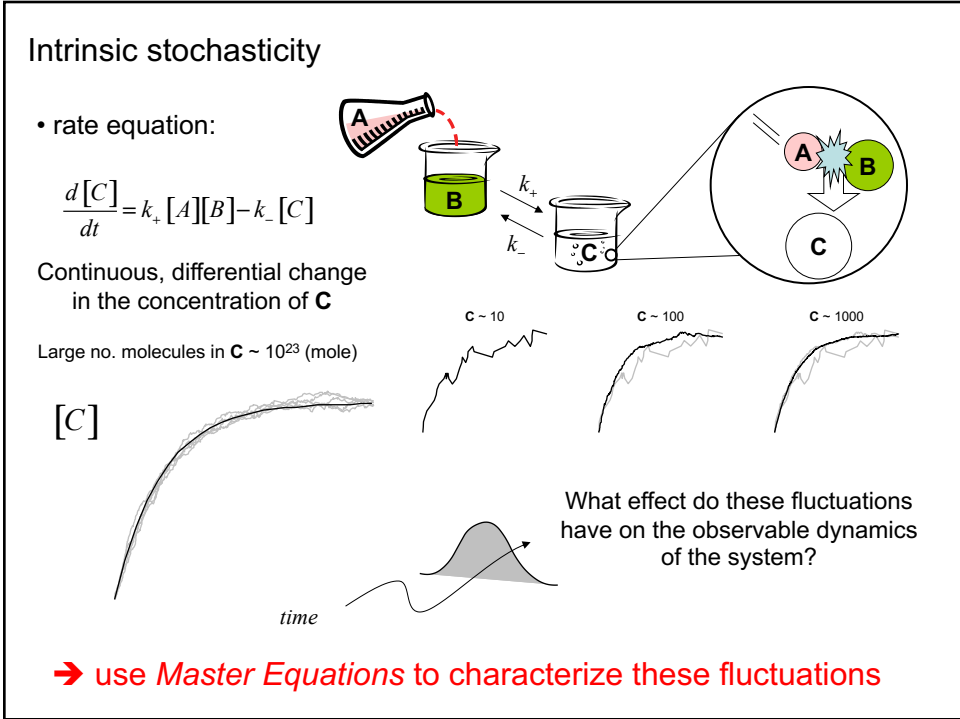 Intrinsic stochasticity
• rate equation:
d[C]/dt = k₊[A][B] − k₋[C]
Continuous, differential change
in the concentration of C
Large no. molecules in C ~ 10²³ (mole)
A
B
k₊
k₋
C
A
B
C
C ~ 10
C ~ 100
C ~ 1000
[C]
time
What effect do these fluctuations
have on the observable dynamics
of the system?
➔ use Master Equations to characterize these fluctuations